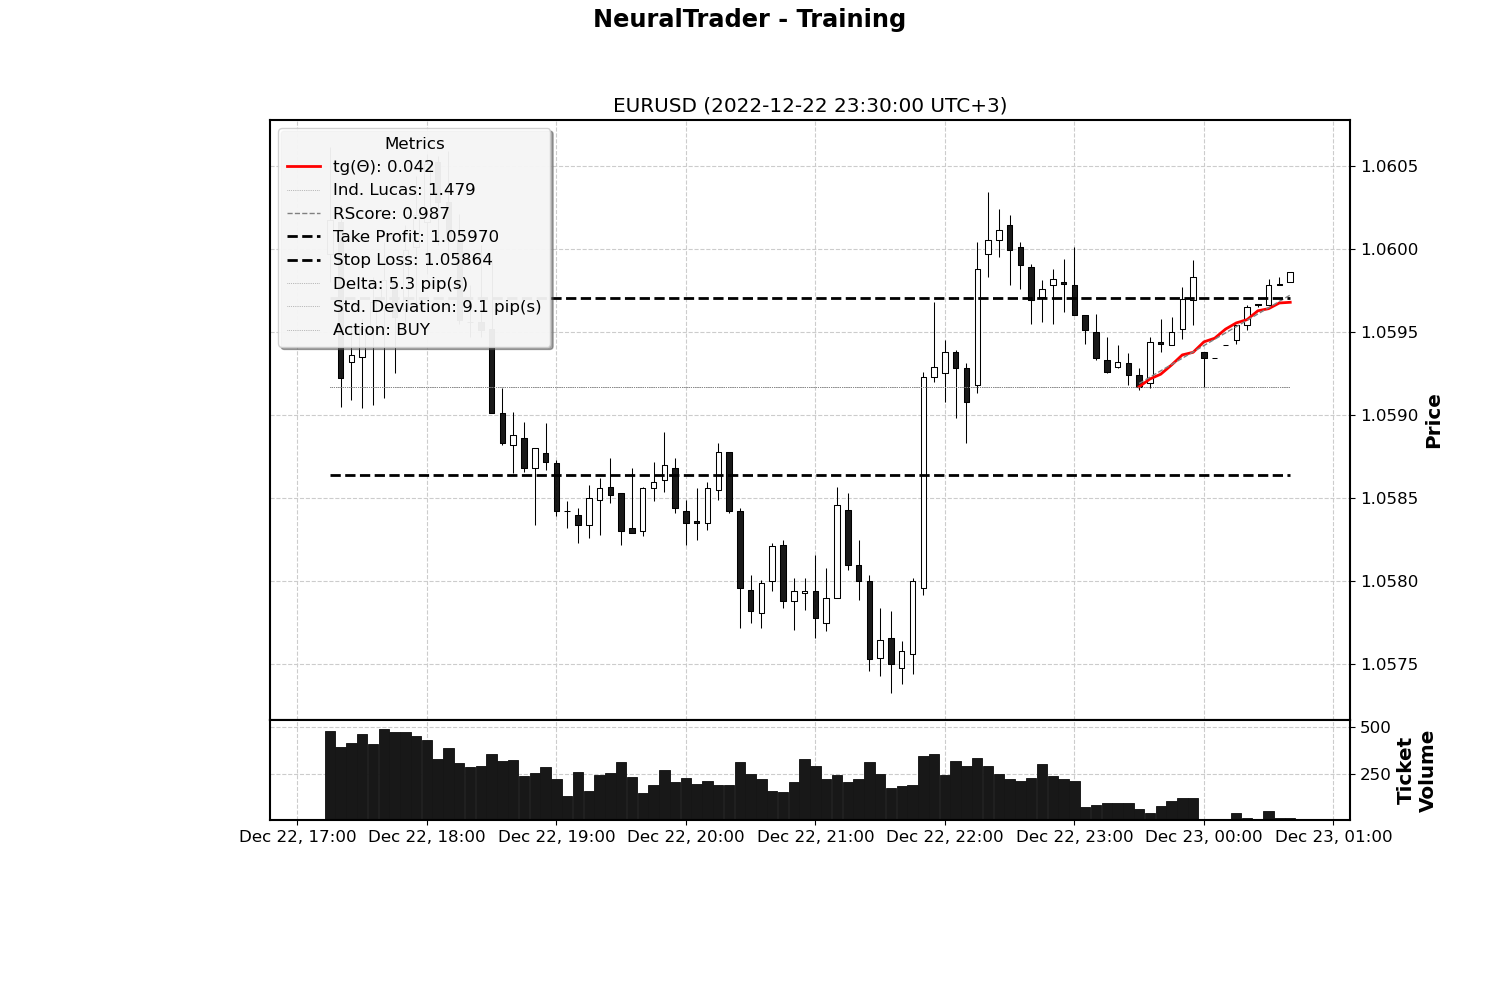 NeuralTrader - Training
EURUSD (2022-12-22 23:30:00 UTC+3)
Metrics
tg(Θ): 0.042
Ind. Lucas: 1.479
RScore: 0.987
Take Profit: 1.05970
Stop Loss: 1.05864
Delta: 5.3 pip(s)
Std. Deviation: 9.1 pip(s)
Action: BUY
1.0605
1.0600
1.0595
1.0590
1.0585
1.0580
1.0575
Price
500
250
Ticket
Volume
Dec 22, 17:00 Dec 22, 18:00 Dec 22, 19:00 Dec 22, 20:00 Dec 22, 21:00 Dec 22, 22:00 Dec 22, 23:00 Dec 23, 00:00 Dec 23, 01:00